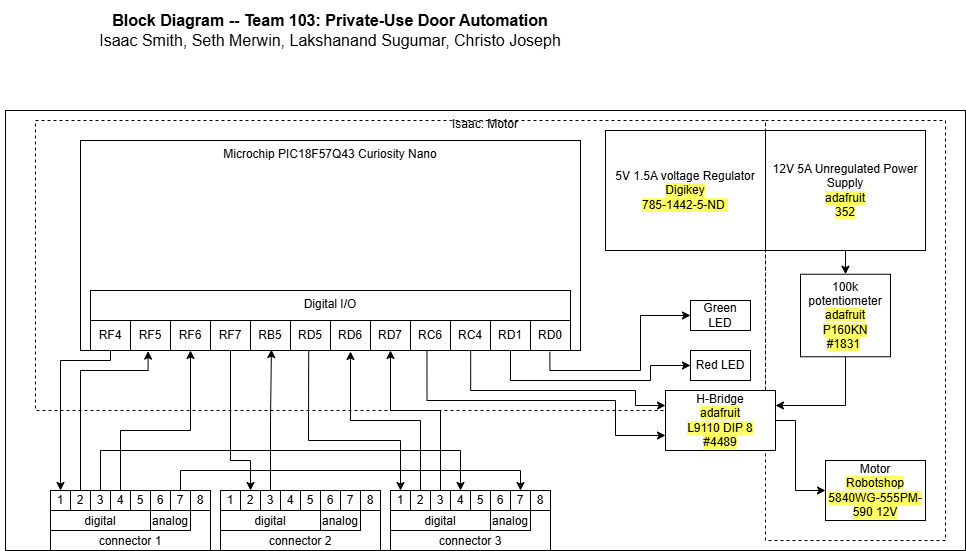 Block Diagram -- Team 103: Private-Use Door Automation
Isaac Smith, Seth Merwin, Lakshanand Sugumar, Christo Joseph
Isaac: Motor
Microchip PIC18F57Q43 Curiosity Nano
5V 1.5A voltage Regulator
Digikey
785-1442-5-ND
12V 5A Unregulated Power
Supply
adafruit
352
100k
potentiometer
adafruit
P160KN
#1831
Digital I/O
RF4 RF5 RF6 RF7 RB5 RD5 RD6 RD7 RC6 RC4 RD1 RD0
Green
LED
Red LED
H-Bridge
adafruit
L9110 DIP 8
#4489
Motor
Robotshop
5840WG-555PM-
590 12V
1 2 3 4 5 6 7 8
digital analog
connector 1
1 2 3 4 5 6 7 8
digital analog
connector 2
1 2 3 4 5 6 7 8
digital analog
connector 3